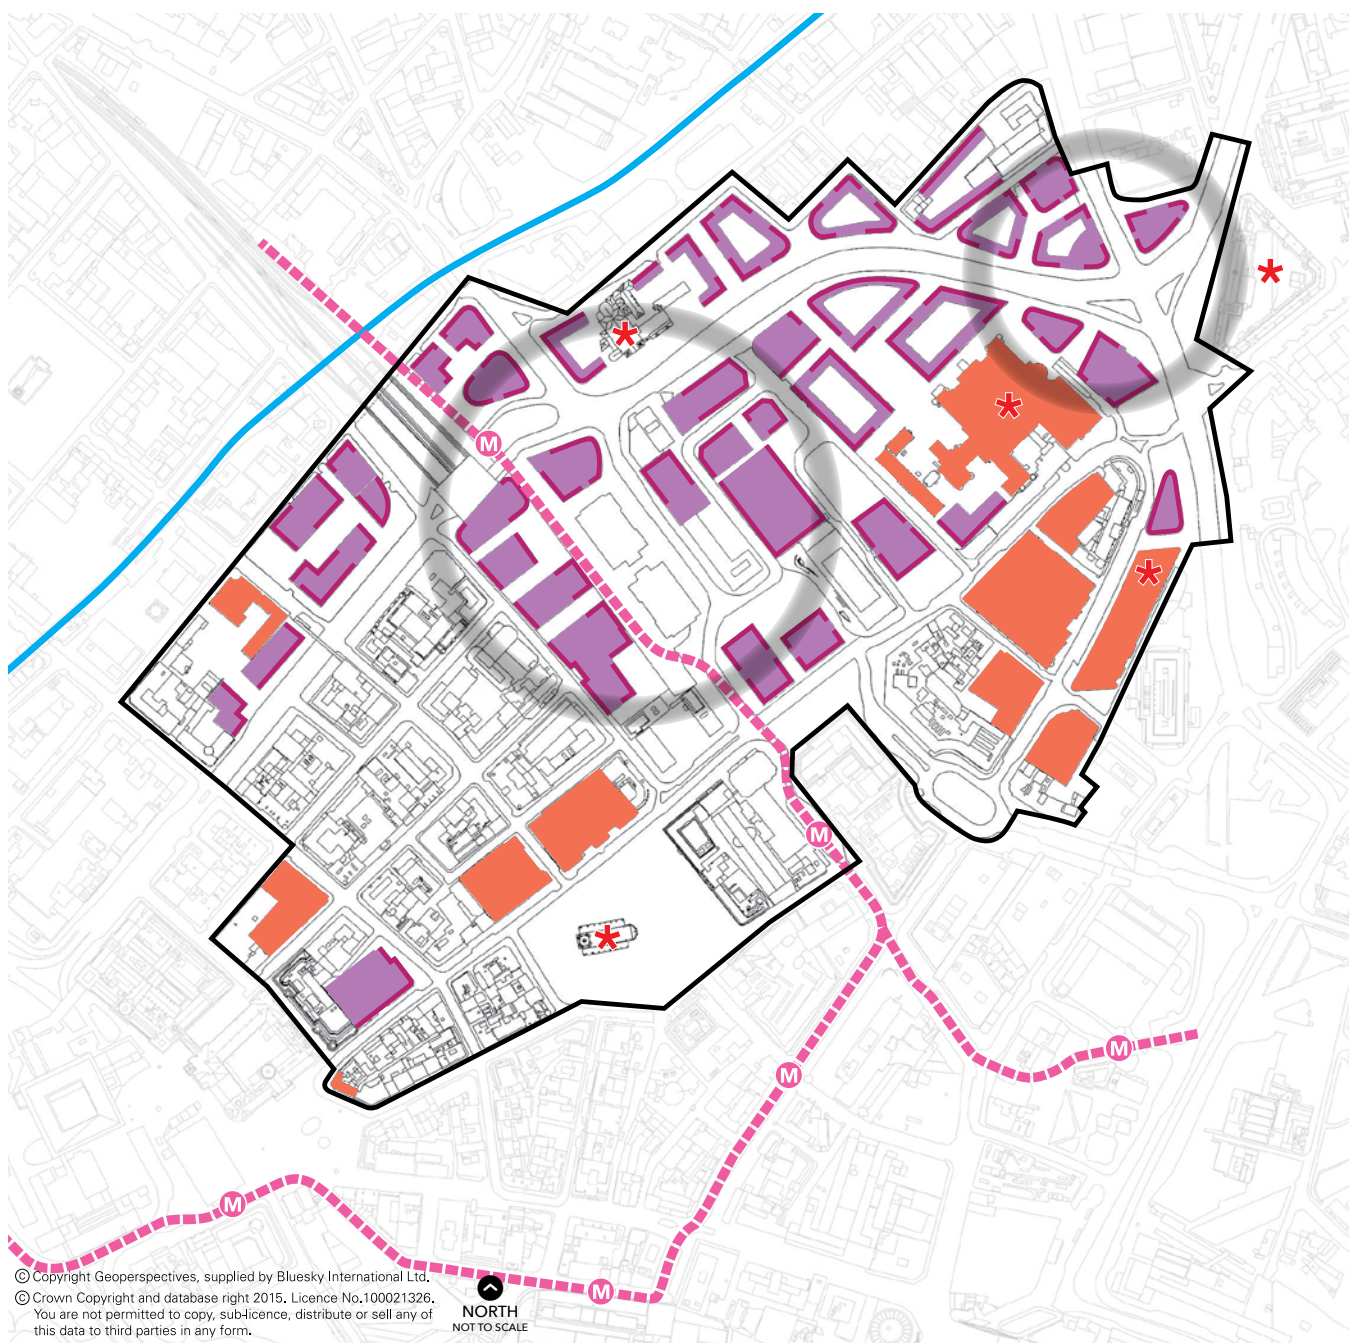 M
M
M
M
M
M
© Copyright Geoperspectives, supplied by Bluesky International Ltd.
© Crown Copyright and database right 2015. Licence No.100021326.
You are not permitted to copy, sub-licence, distribute or sell any of
this data to third parties in any form.
NORTH
NOT TO SCALE